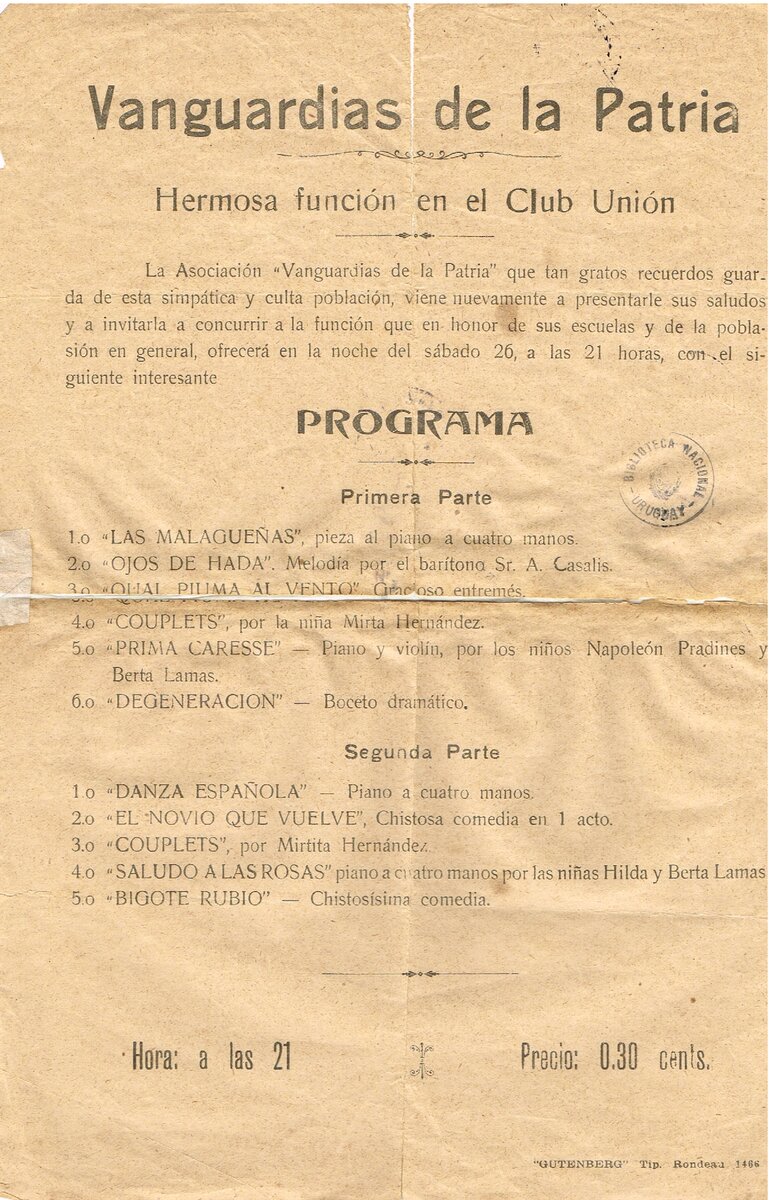 Vanguardias de la Patria
Hermosa función en el Club Unión
La Asociación "Vanguardias de la Patria" que tan gratos recuerdos guar-
da de esta simpática y culta población, viene nuevamente a presentarle sus saludos
y a invitarla a concurrir a la función que en honor de sus escuelas y de la pobla-
sión en general, ofrecerá en la noche del sábado 26, a las 21 horas, con el si-
guiente interesante
PROGRAMA
BIBLIOTECA NACIONAL
- URUGUAY -
Primera Parte
1.o "LAS MALAGUEÑAS", pieza al piano a cuatro manos.
2.o "OJOS DE HADA". Melodía por el barítono Sr. A. Casalis.
3.o "QUAL PIUMA AL VENTO". Gracioso entremés.
4.o "COUPLETS", por la niña Mirta Hernández.
5.o "PRIMA CARESSE" — Piano y violín, por los niños Napoleón Pradines y
Berta Lamas.
6.o "DEGENERACION" — Boceto dramático.
Segunda Parte
1.o "DANZA ESPAÑOLA" — Piano a cuatro manos.
2.o "EL NOVIO QUE VUELVE", Chistosa comedia en 1 acto.
3.o "COUPLETS", por Mirtita Hernández.
4.o "SALUDO A LAS ROSAS" piano a cuatro manos por las niñas Hilda y Berta Lamas
5.o "BIGOTE RUBIO" — Chistosísima comedia.
Hora: a las 21
Precio: 0.30 cents.
"GUTENBERG" Tip. Rondeau 1466